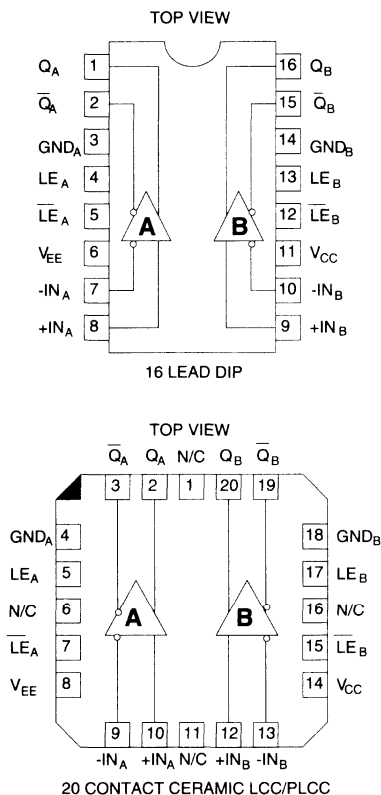 TOP VIEW
Q_A 1 16 Q_B
Q̅_A 2 15 Q̅_B
GND_A 3 14 GND_B
LE_A 4 13 LE_B
L̅E̅_A 5 12 L̅E̅_B
A B
V_EE 6 11 V_CC
-IN_A 7 10 -IN_B
+IN_A 8 9 +IN_B
16 LEAD DIP
TOP VIEW
Q̅_A Q_A N/C Q_B Q̅_B
3 2 1 20 19
GND_A 4 18 GND_B
LE_A 5 17 LE_B
N/C 6 16 N/C
A B
L̅E̅_A 7 15 L̅E̅_B
V_EE 8 14 V_CC
9 10 11 12 13
-IN_A +IN_A N/C +IN_B -IN_B
20 CONTACT CERAMIC LCC/PLCC